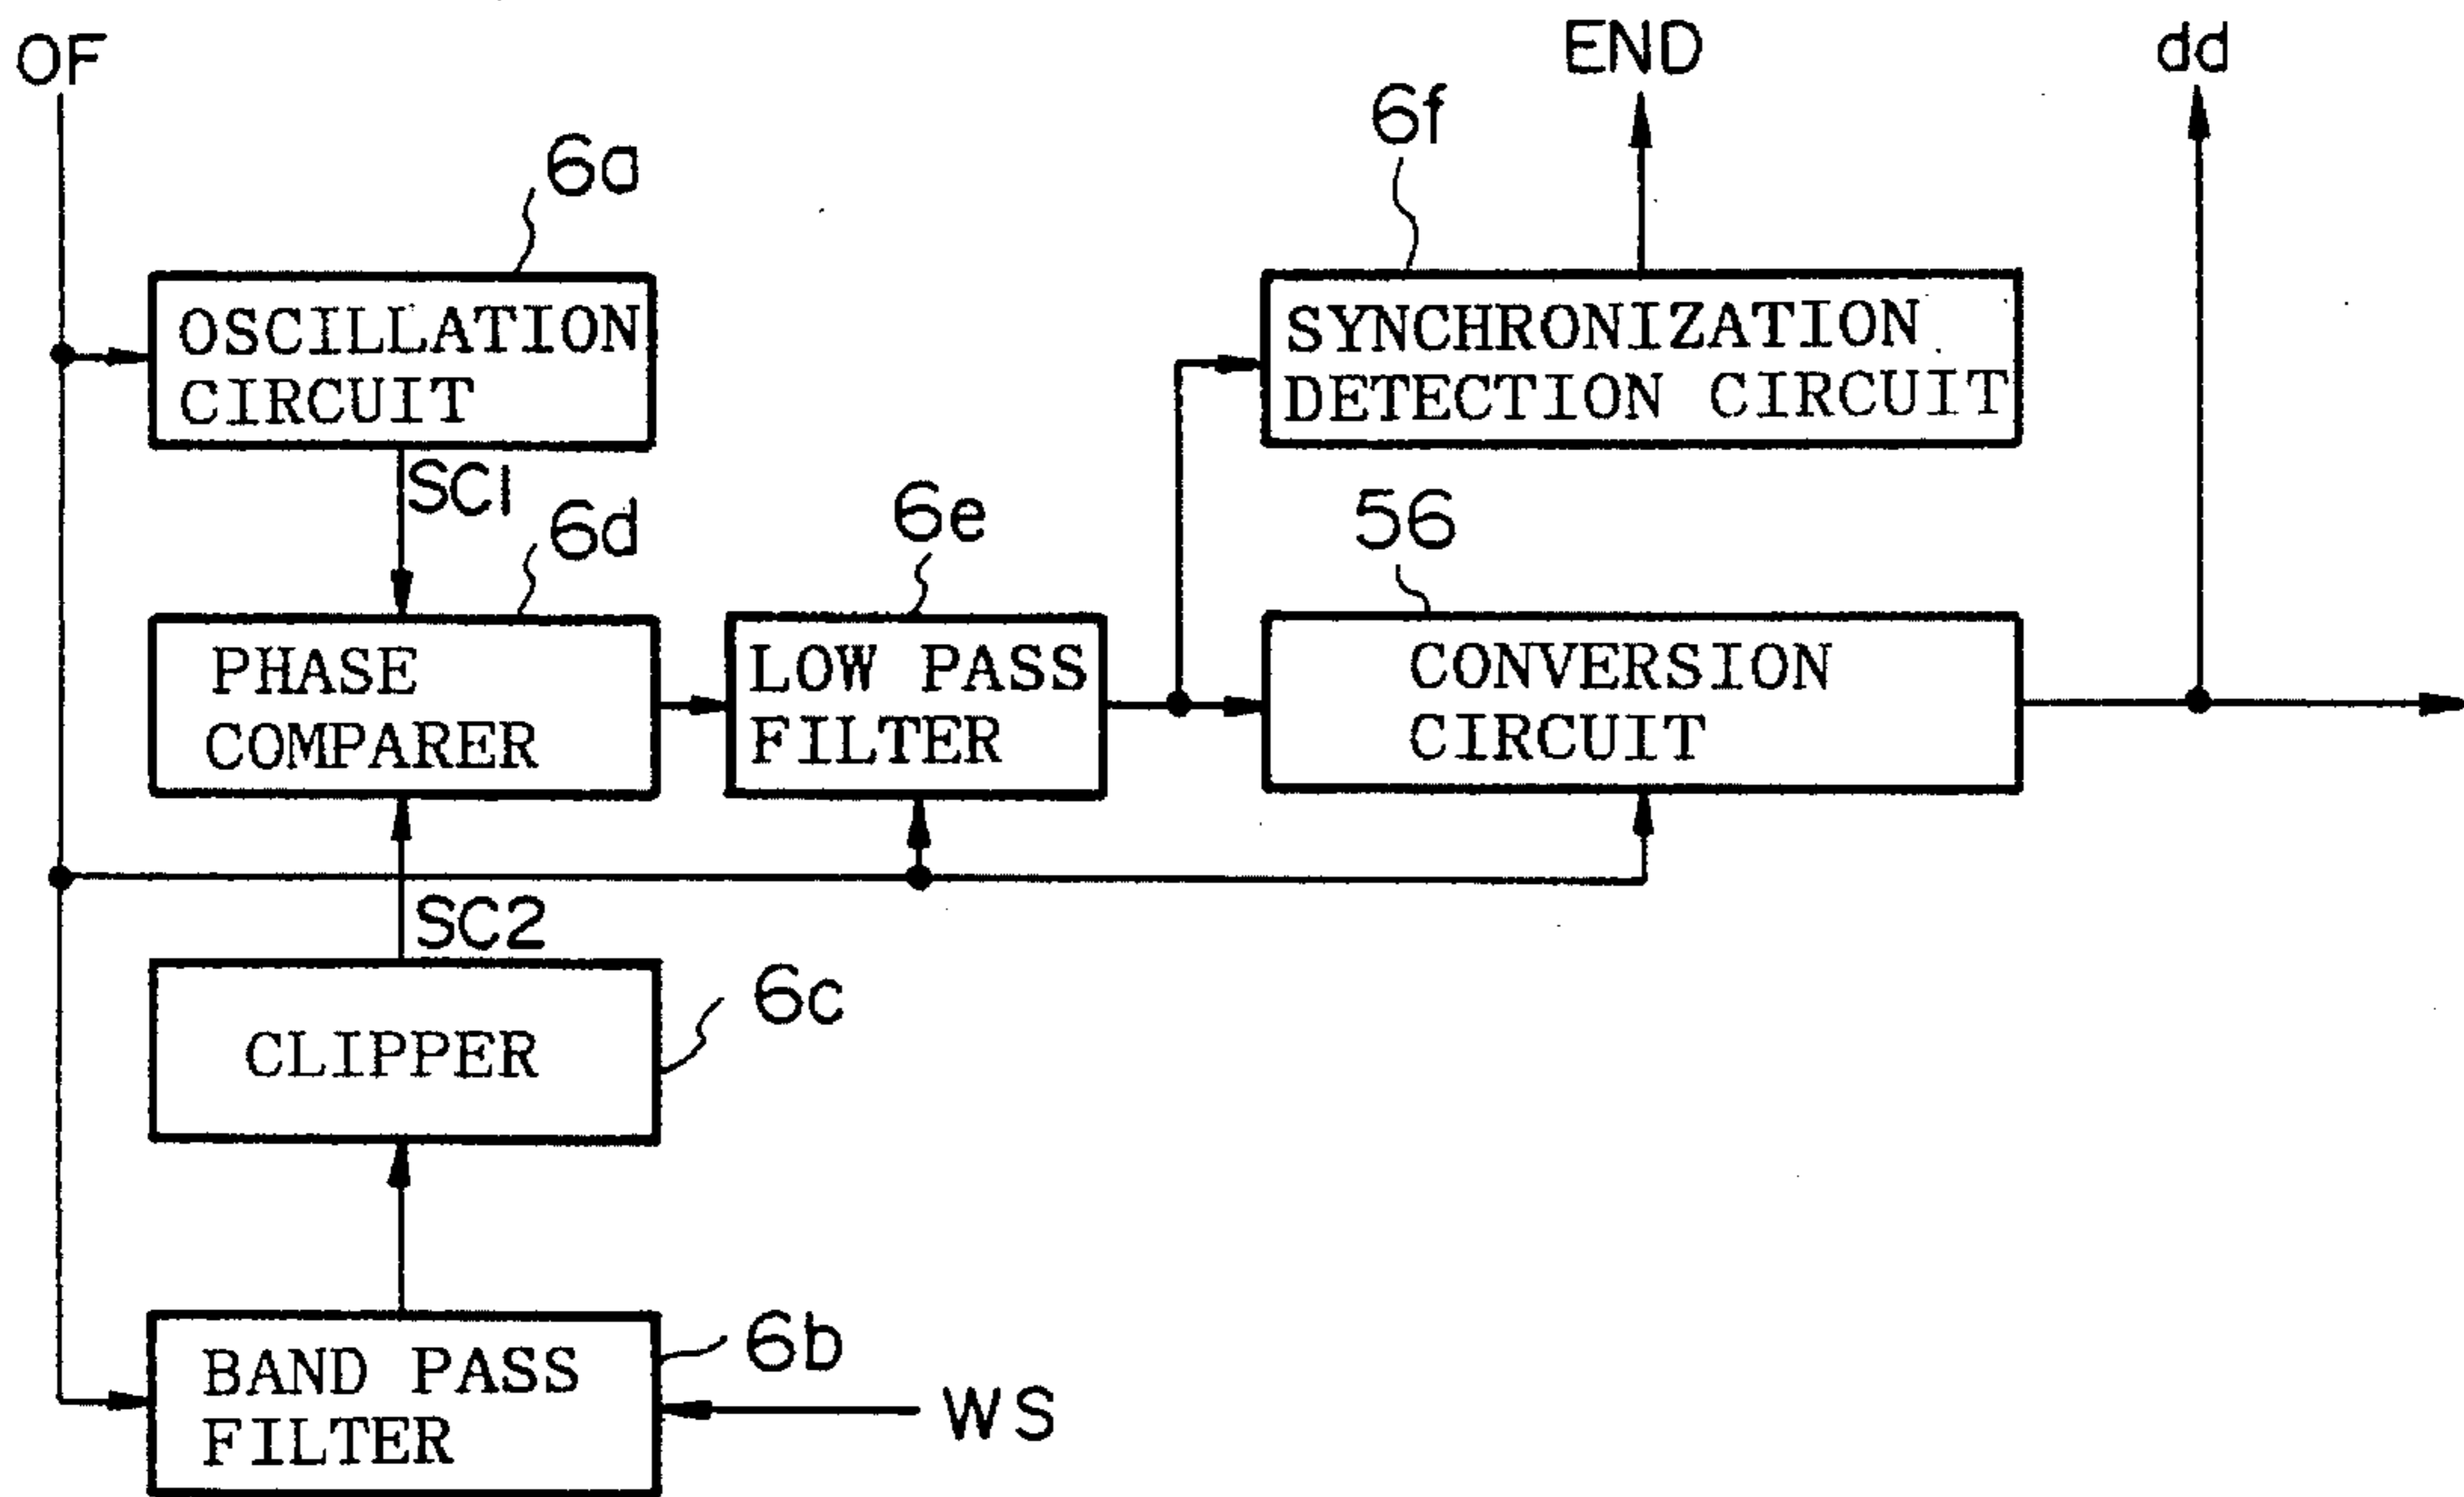 OF
END
dd
6f
6a
OSCILLATION
CIRCUIT
SYNCHRONIZATION
DETECTION CIRCUIT
SC1
6d
6e
56
PHASE
COMPARER
LOW PASS
FILTER
CONVERSION
CIRCUIT
SC2
6c
CLIPPER
6b
BAND PASS
FILTER
WS